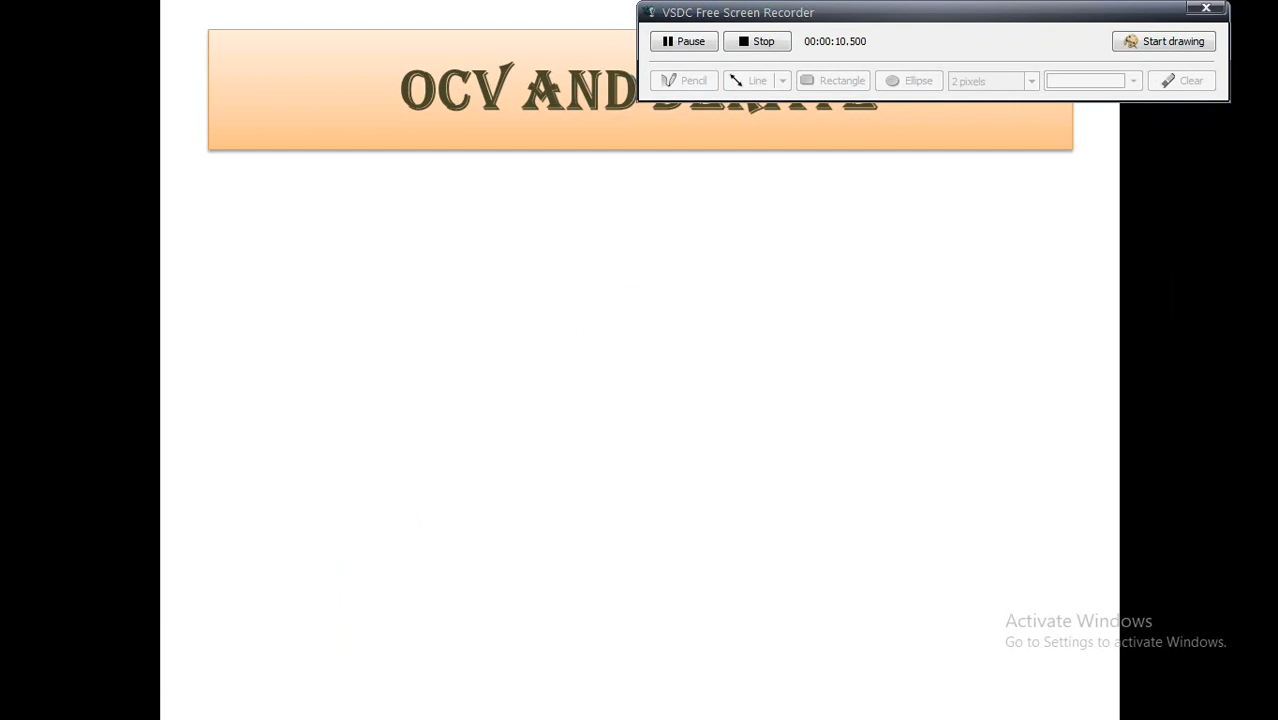 VSDC Free Screen Recorder
Pause Stop 00:00:10.500 Start drawing
Pencil Line Rectangle Ellipse 2 pixels Clear
OCV AND
Activate Windows
Go to Settings to activate Windows.